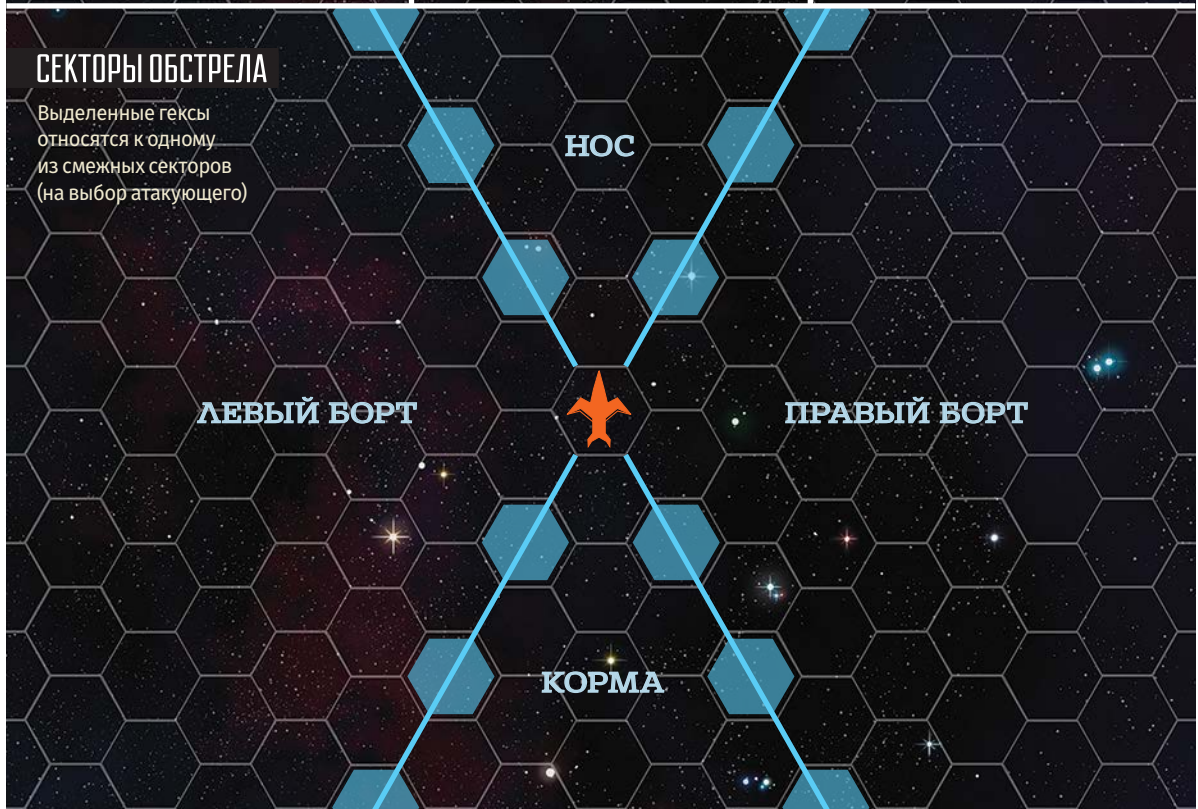 СЕКТОРЫ ОБСТРЕЛА
Выделенные гексы
относятся к одному
из смежных секторов
(на выбор атакующего)
НОС
ЛЕВЫЙ БОРТ
ПРАВЫЙ БОРТ
КОРМА